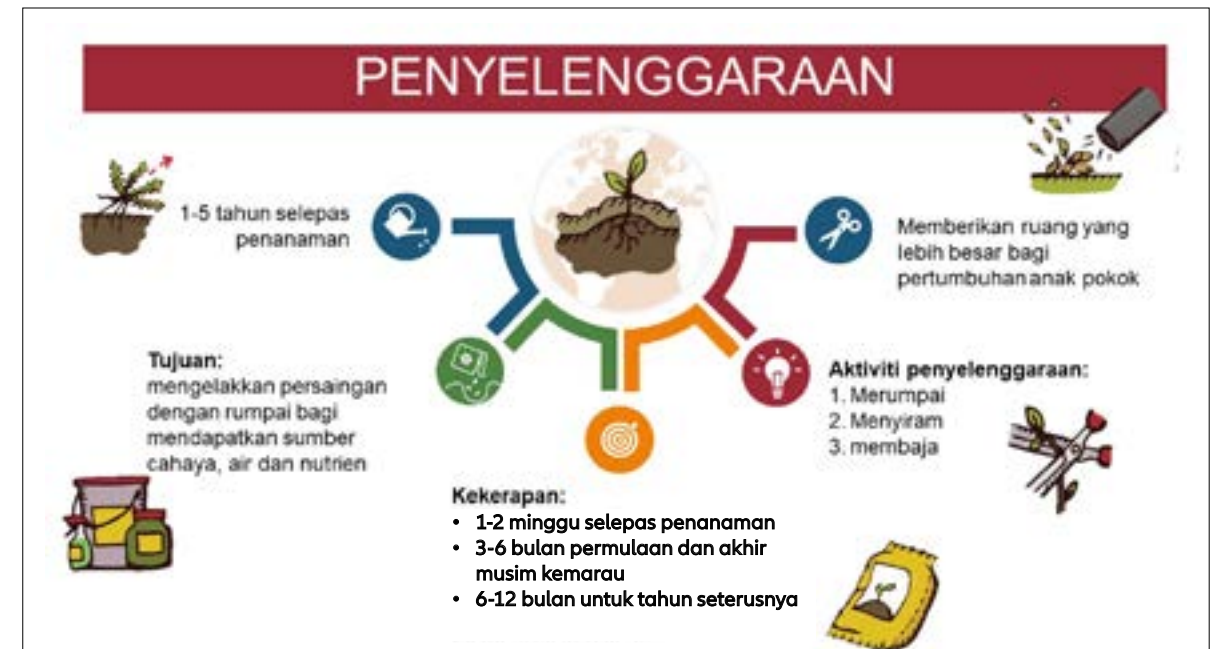 PENYELENGGARAAN
1-5 tahun selepas
penanaman
Memberikan ruang yang
lebih besar bagi
pertumbuhan anak pokok
Tujuan:
mengelakkan persaingan
dengan rumpai bagi
mendapatkan sumber
cahaya, air dan nutrien
Aktiviti penyelenggaraan:
1. Merumpai
2. Menyiram
3. membaja
Kekerapan:
• 1-2 minggu selepas penanaman
• 3-6 bulan permulaan dan akhir
musim kemarau
• 6-12 bulan untuk tahun seterusnya